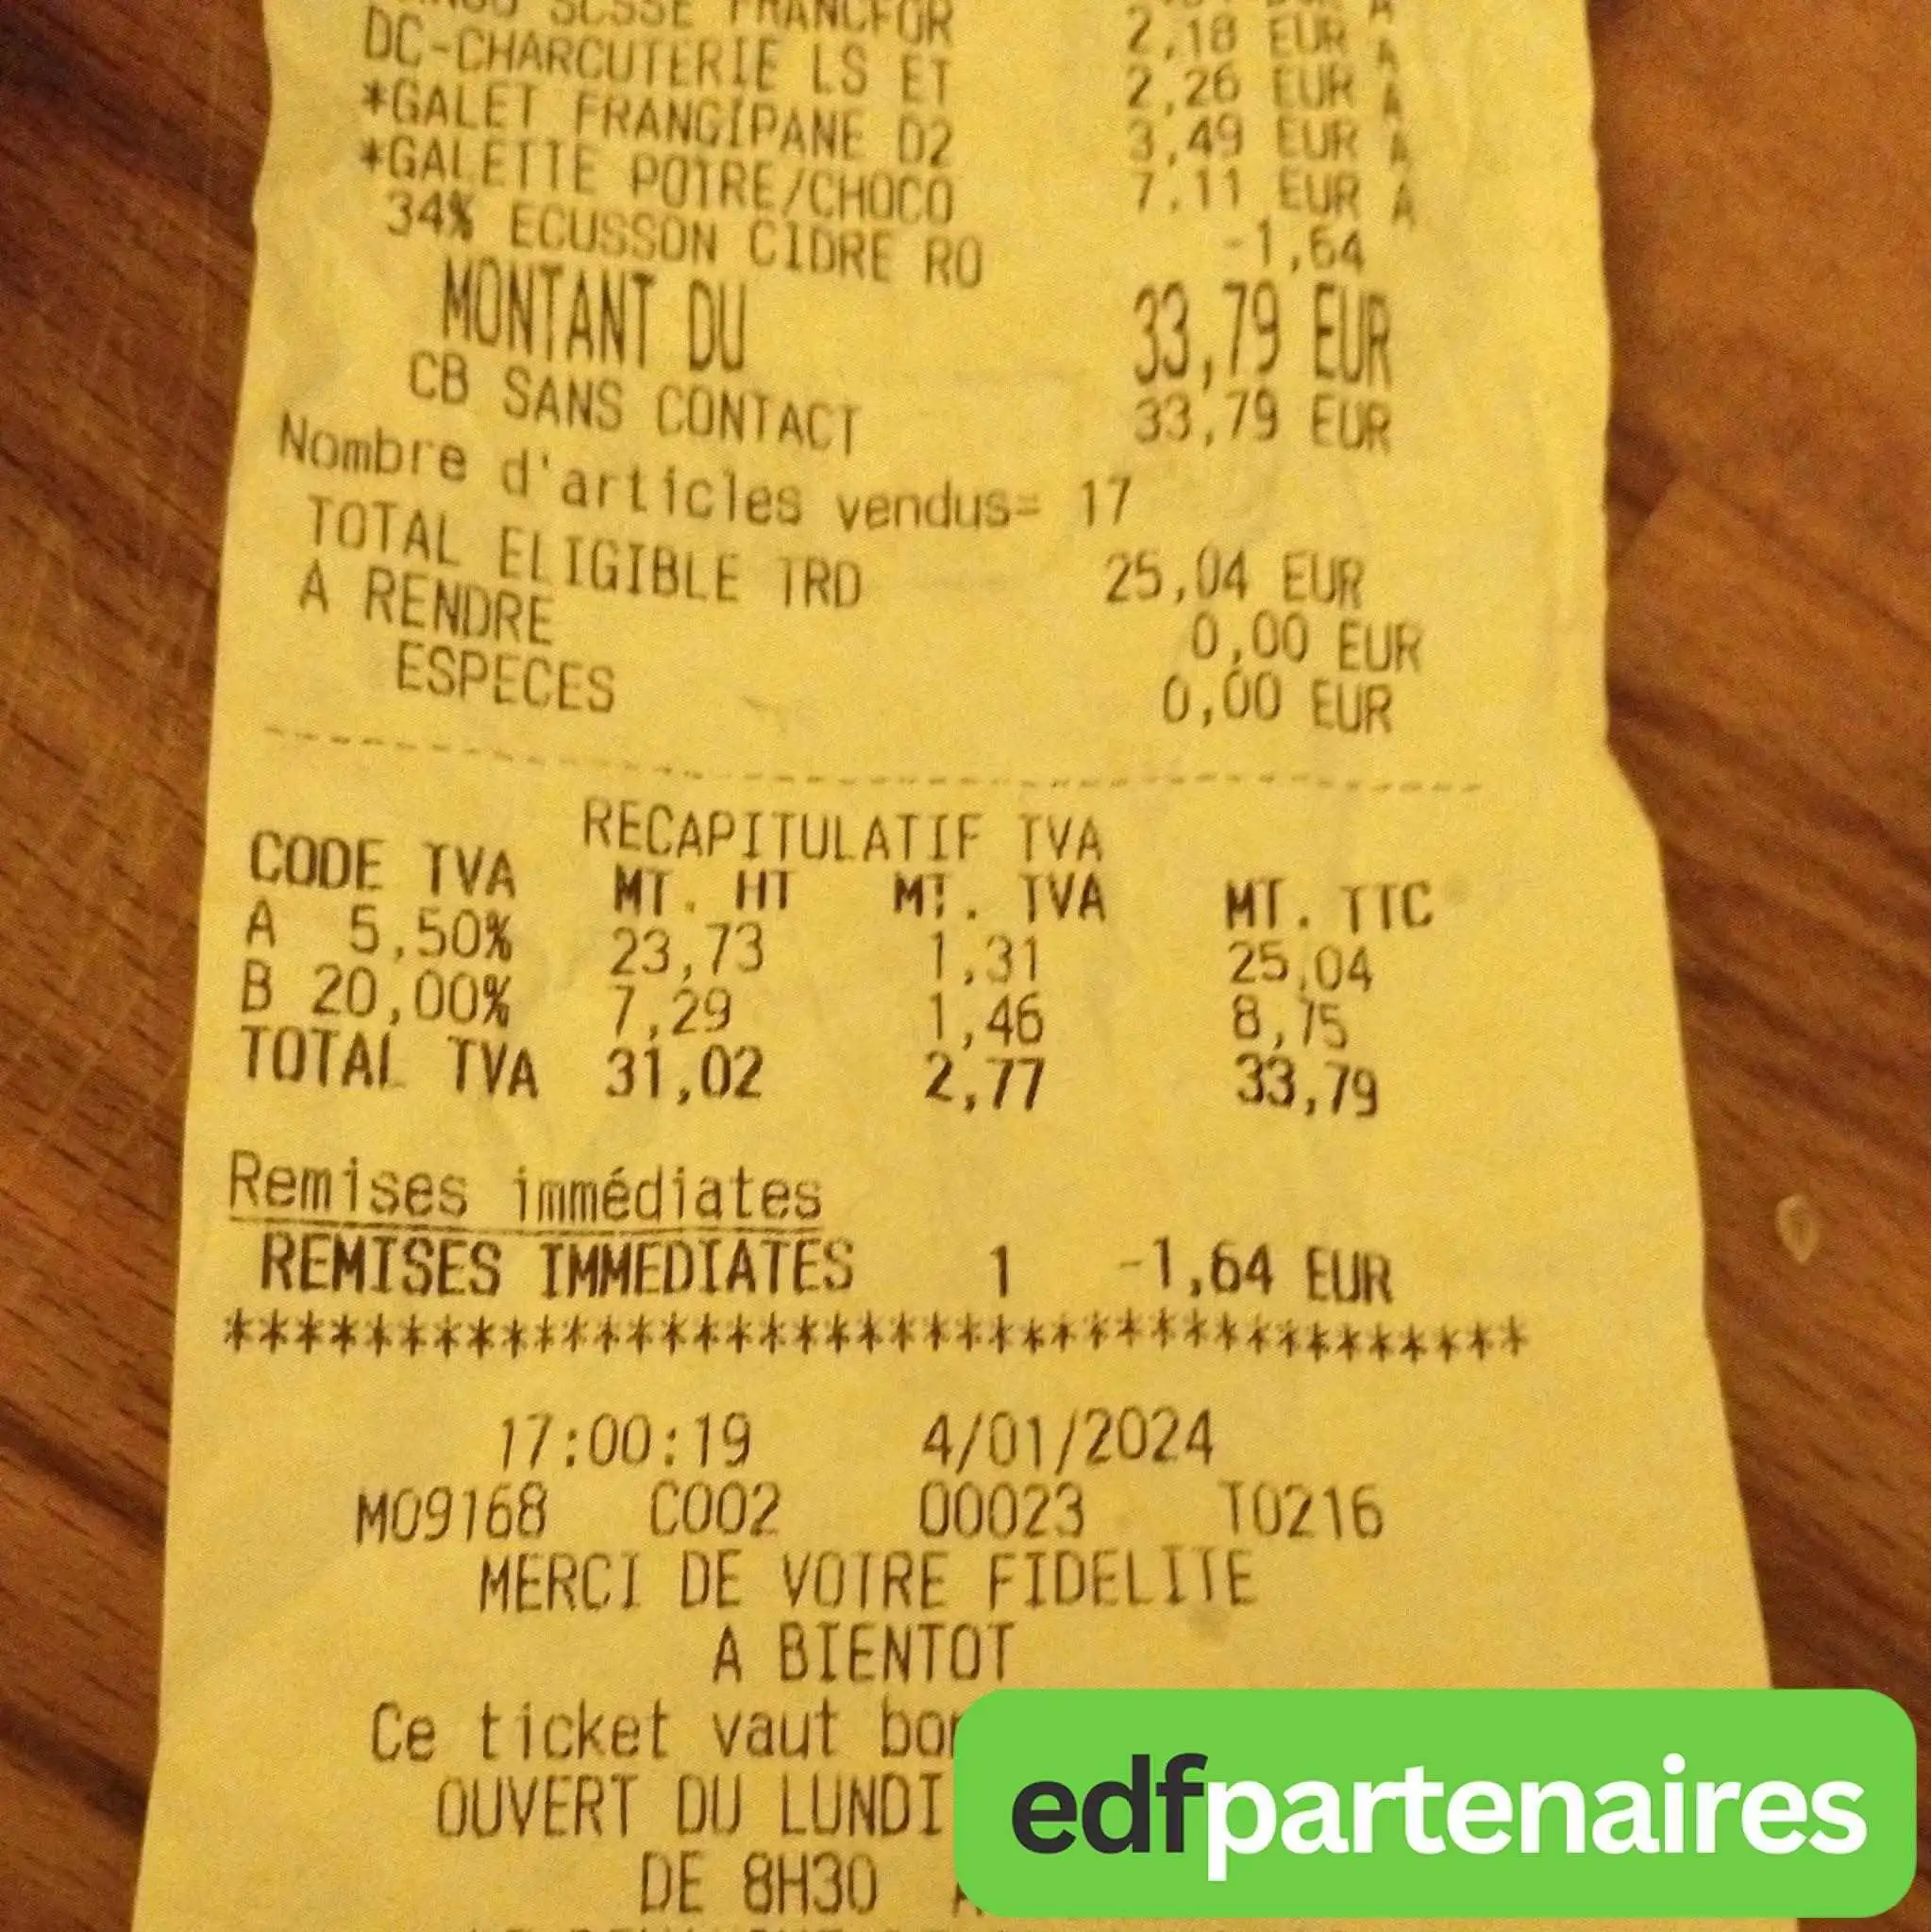 SCSSE FRANCFOR 2,18 EUR A
DC-CHARCUTERIE LS ET 2,26 EUR A
*GALET FRANGIPANE D2 3,49 EUR A
*GALETTE POIRE/CHOCO 7,11 EUR A
34% ECUSSON CIDRE RO -1,64
MONTANT DU 33,79 EUR
CB SANS CONTACT 33,79 EUR
Nombre d'articles vendus= 17
TOTAL ELIGIBLE TRD 25,04 EUR
A RENDRE 0,00 EUR
ESPECES 0,00 EUR
RECAPITULATIF TVA
CODE TVA MT. HT MT. TVA MT. TTC
A 5,50% 23,73 1,31 25,04
B 20,00% 7,29 1,46 8,75
TOTAL TVA 31,02 2,77 33,79
Remises immédiates
REMISES IMMEDIATES 1 -1,64 EUR
****************************************
17:00:19 4/01/2024
M09168 C002 00023 T0216
MERCI DE VOTRE FIDELITE
A BIENTOT
Ce ticket vaut bon
OUVERT DU LUNDI
DE 8H30 A
edfpartenaires